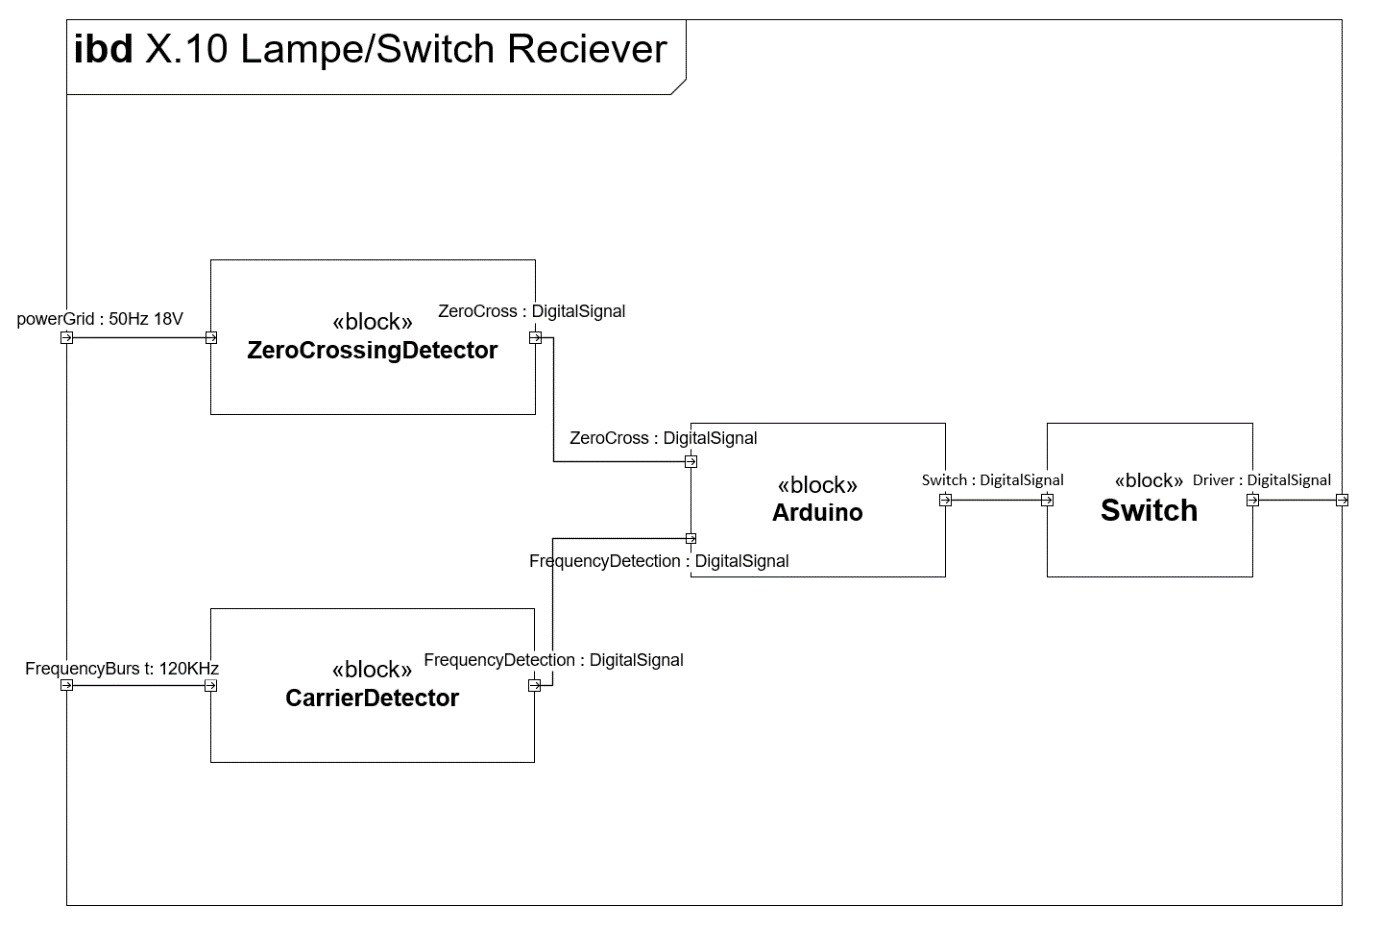 ibd X.10 Lampe/Switch Reciever
powerGrid : 50Hz 18V
«block»
ZeroCrossingDetector
ZeroCross : DigitalSignal
ZeroCross : DigitalSignal
«block»
Arduino
FrequencyDetection : DigitalSignal
Switch : DigitalSignal
«block»
Switch
Driver : DigitalSignal
FrequencyBurs t: 120KHz
«block»
CarrierDetector
FrequencyDetection : DigitalSignal